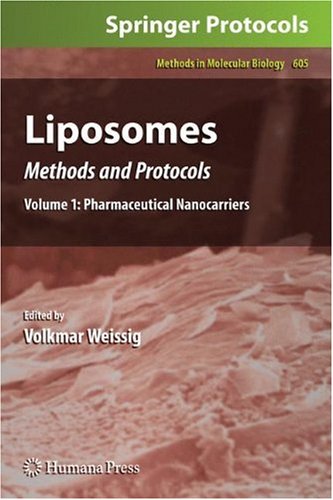 Springer Protocols
Methods in Molecular Biology 605
Liposomes
Methods and Protocols
Volume 1: Pharmaceutical Nanocarriers
Edited by
Volkmar Weissig
Humana Press